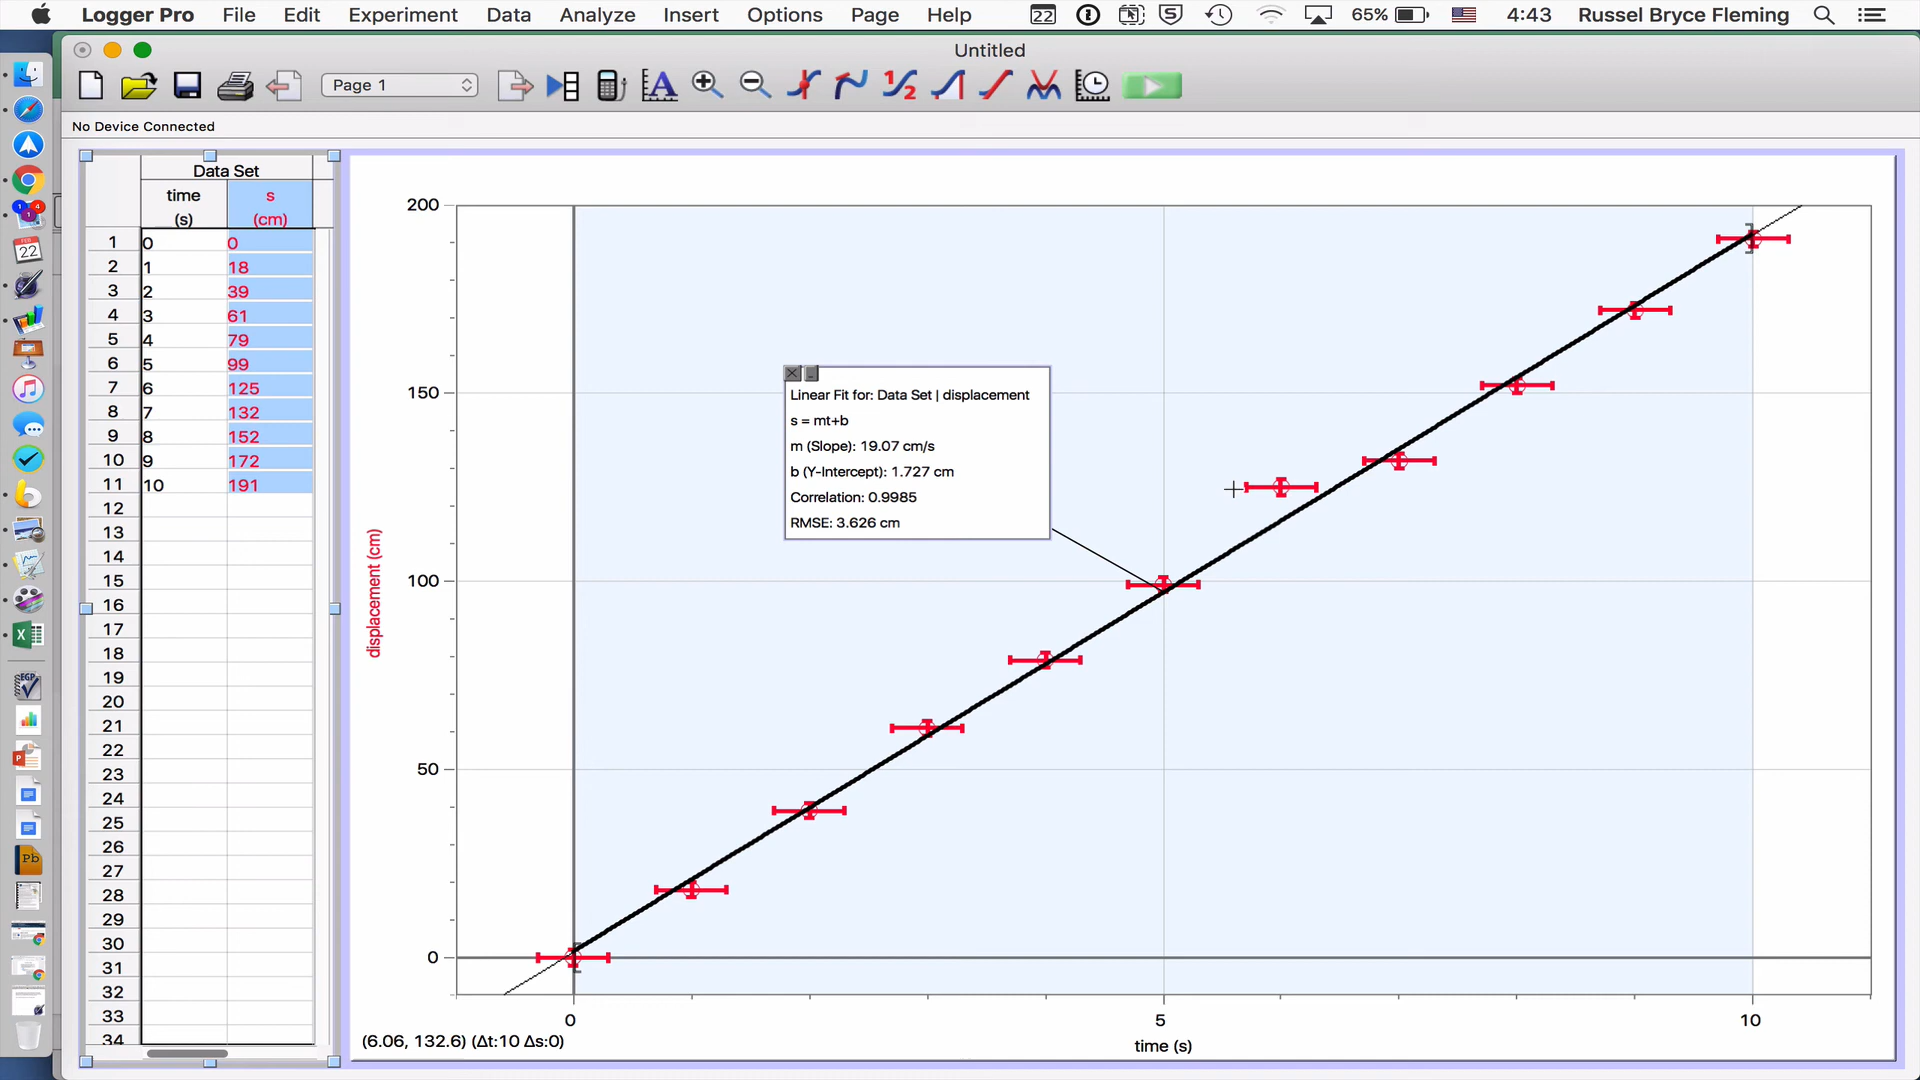 Logger Pro File Edit Experiment Data Analyze Insert Options Page Help 22 65% 4:43 Russel Bryce Fleming
Untitled
Page 1
No Device Connected
Data Set
time s
(s) (cm)
1 0 0
2 1 18
3 2 39
4 3 61
5 4 79
6 5 99
7 6 125
8 7 132
9 8 152
10 9 172
11 10 191
12
13
14
15
16
17
18
19
20
21
22
23
24
25
26
27
28
29
30
31
32
33
34
200
150
100
50
0
displacement (cm)
Linear Fit for: Data Set | displacement
s = mt+b
m (Slope): 19.07 cm/s
b (Y-Intercept): 1.727 cm
Correlation: 0.9985
RMSE: 3.626 cm
0 5 10
(6.06, 132.6) (Δt:10 Δs:0)
time (s)